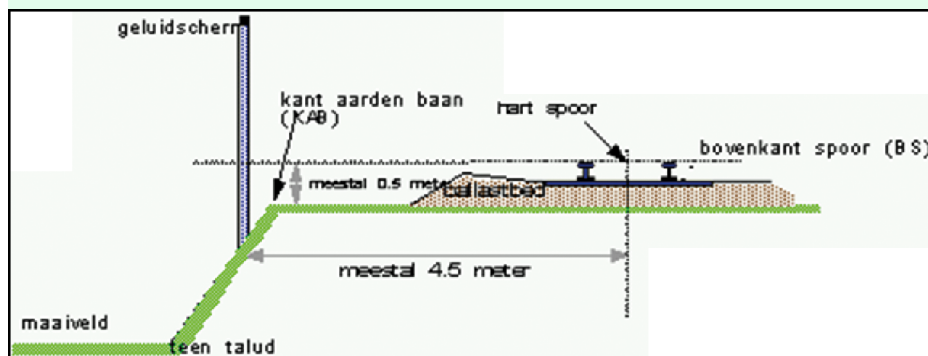 geluidscherm
kant aarden baan
(KAB)
hart spoor
bovenkant spoor (BS)
meestal 0.5 meter
ballastbed
meestal 4.5 meter
maaiveld
teen talud